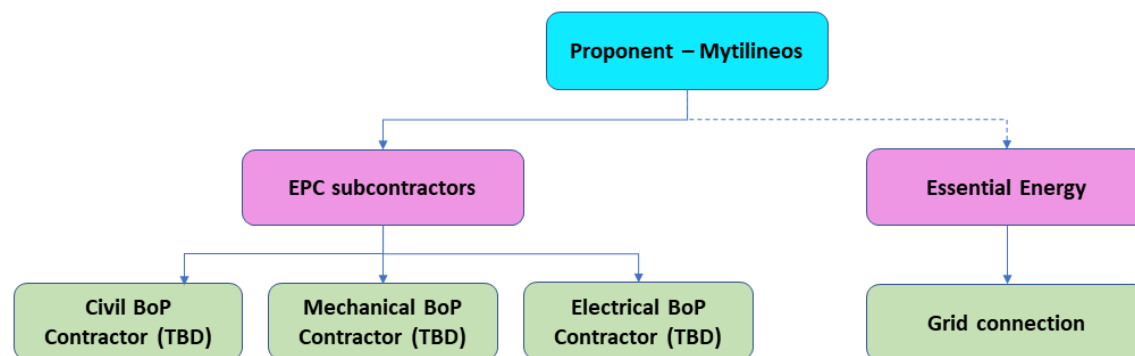 Proponent – Mytilineos
EPC subcontractors
Essential Energy
Civil BoP
Contractor (TBD)
Mechanical BoP
Contractor (TBD)
Electrical BoP
Contractor (TBD)
Grid connection